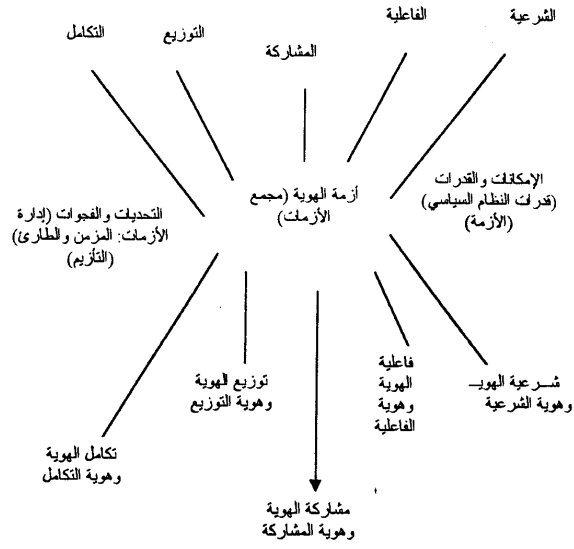 الشرعية
الفاعلية
المشاركة
التوزيع
التكامل
الإمكانات والقدرات
(قدرات النظام السياسي)
(الأزمة)
أزمة الهوية (مجمع
الأزمات)
التحديات والفجوات (إدارة
الأزمات: المزمن والطارئ)
(التأزيم)
شــرعية الهويــ
وهوية الشرعية
فاعلية
الهوية
وهوية
الفاعلية
توزيع الهوية
وهوية التوزيع
تكامل الهوية
وهوية التكامل
مشاركة الهوية
وهوية المشاركة